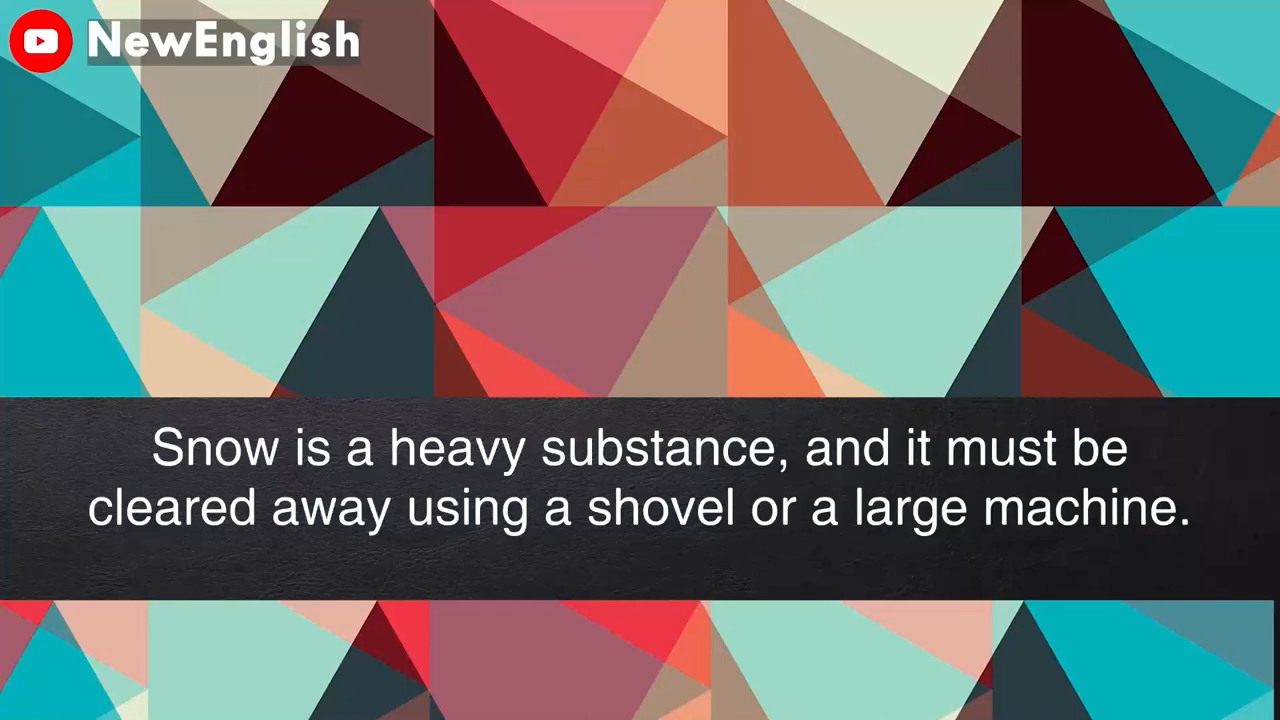 NewEnglish
Snow is a heavy substance, and it must be
cleared away using a shovel or a large machine.